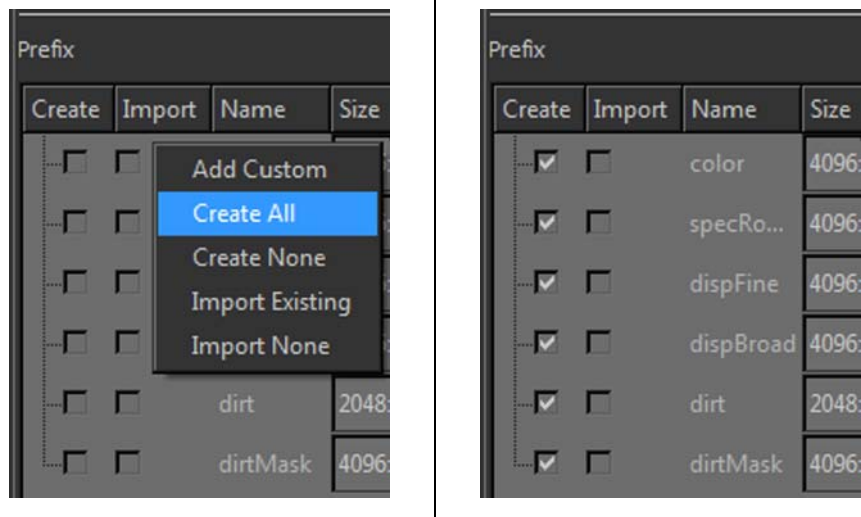 Prefix
Create Import Name Size
Add Custom
Create All
Create None
Import Existing
Import None
dirt 2048:
dirtMask 4096:
Prefix
Create Import Name Size
color 4096:
specRo... 4096:
dispFine 4096:
dispBroad 4096:
dirt 2048:
dirtMask 4096: